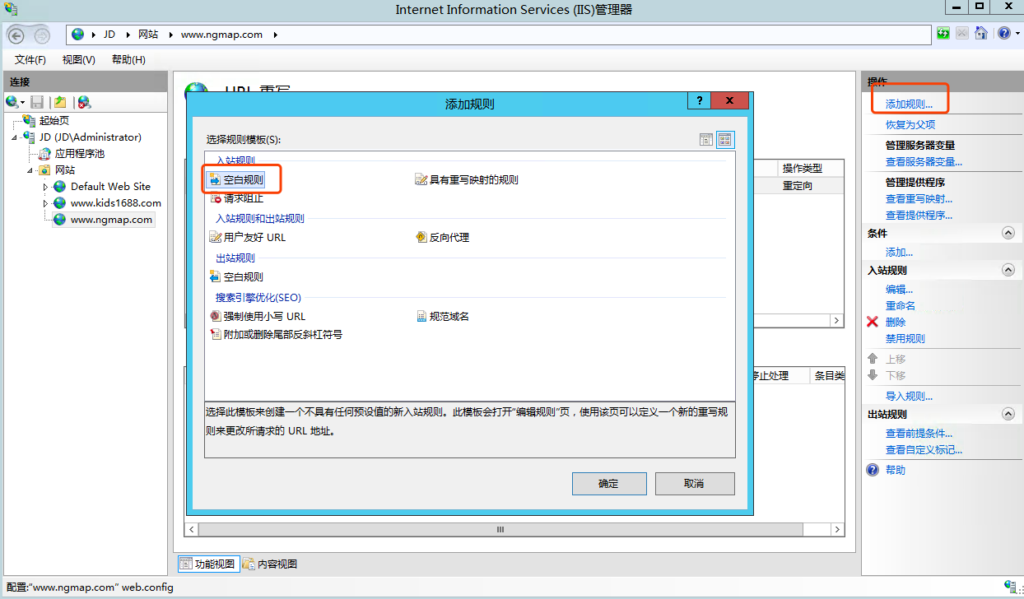 Internet Information Services (IIS)管理器
JD 网站 www.ngmap.com
文件(F) 视图(V) 帮助(H)
连接
起始页
JD (JD\Administrator)
应用程序池
网站
Default Web Site
www.kids1688.com
www.ngmap.com
URL 重写
操作类型
重定向
停止处理 条目类
添加规则
? x
选择规则模板(S):
入站规则
空白规则 具有重写映射的规则
请求阻止
入站规则和出站规则
用户友好 URL 反向代理
出站规则
空白规则
搜索引擎优化(SEO)
强制使用小写 URL 规范域名
附加或删除尾部反斜杠符号
选择此模板来创建一个不具有任何预设值的新入站规则。此模板会打开"编辑规则"页，使用该页可以定义一个新的重写规
则来更改所请求的 URL 地址。
确定 取消
功能视图 内容视图
操作
添加规则...
恢复为父项
管理服务器变量
查看服务器变量...
管理提供程序
查看重写映射...
查看提供程序...
条件
添加...
入站规则
编辑...
重命名
删除
禁用规则
上移
下移
导入规则...
出站规则
查看前提条件...
查看自定义标记...
帮助
配置:"www.ngmap.com" web.config